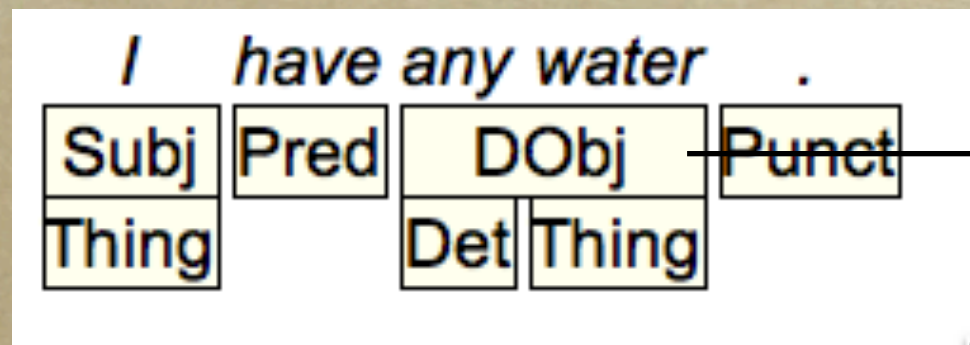 I have any water .
Subj Pred DObj Punct
Thing Det Thing